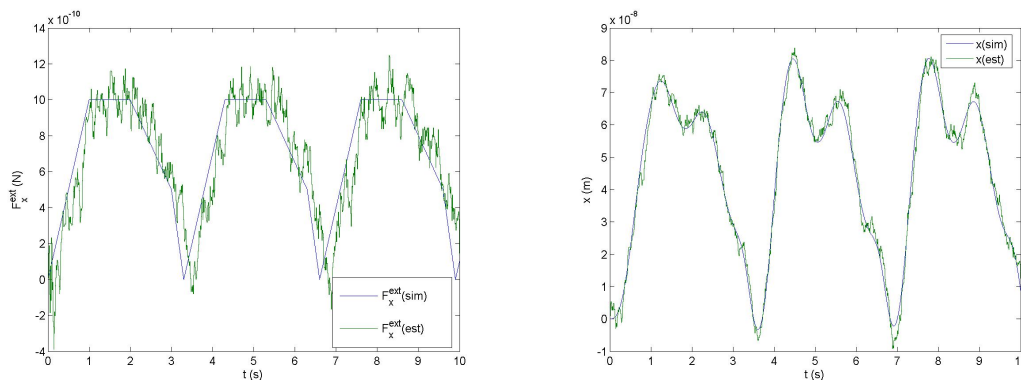 x 10^-10
14
12
10
8
6
4
2
0
-2
-4
0 1 2 3 4 5 6 7 8 9 10
t (s)
F_x^ext (N)
F_x^ext(sim)
F_x^ext(est)
x 10^-8
9
8
7
6
5
4
3
2
1
0
-1
0 1 2 3 4 5 6 7 8 9 10
t (s)
x (m)
x(sim)
x(est)